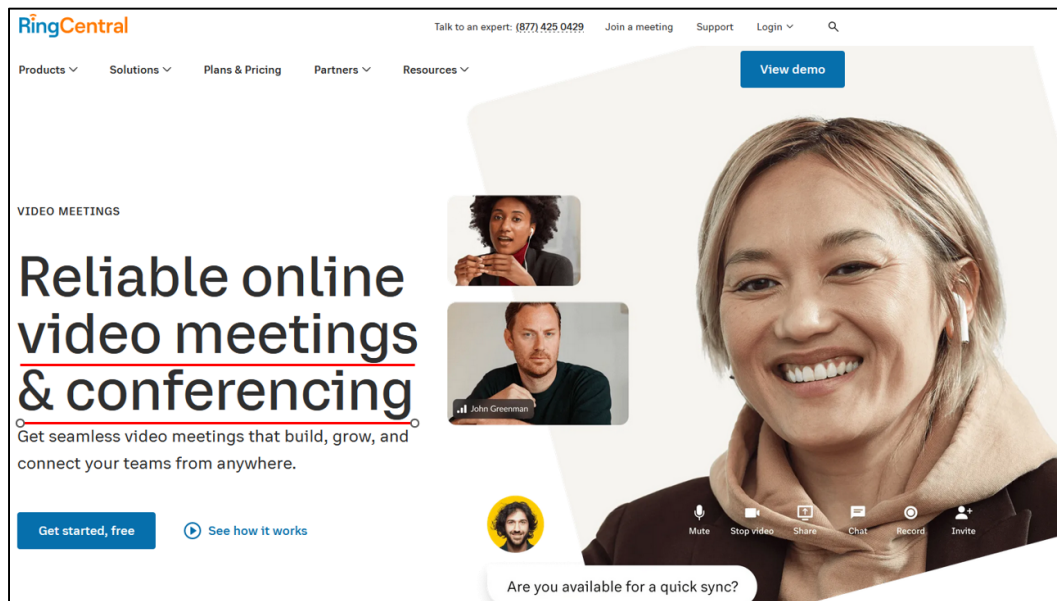 RingCentral
Talk to an expert: (877) 425 0429 Join a meeting Support Login
Products Solutions Plans & Pricing Partners Resources
View demo
VIDEO MEETINGS
Reliable online
video meetings
& conferencing
Get seamless video meetings that build, grow, and
connect your teams from anywhere.
Get started, free See how it works
John Greenman
Mute Stop video Share Chat Record Invite
Are you available for a quick sync?